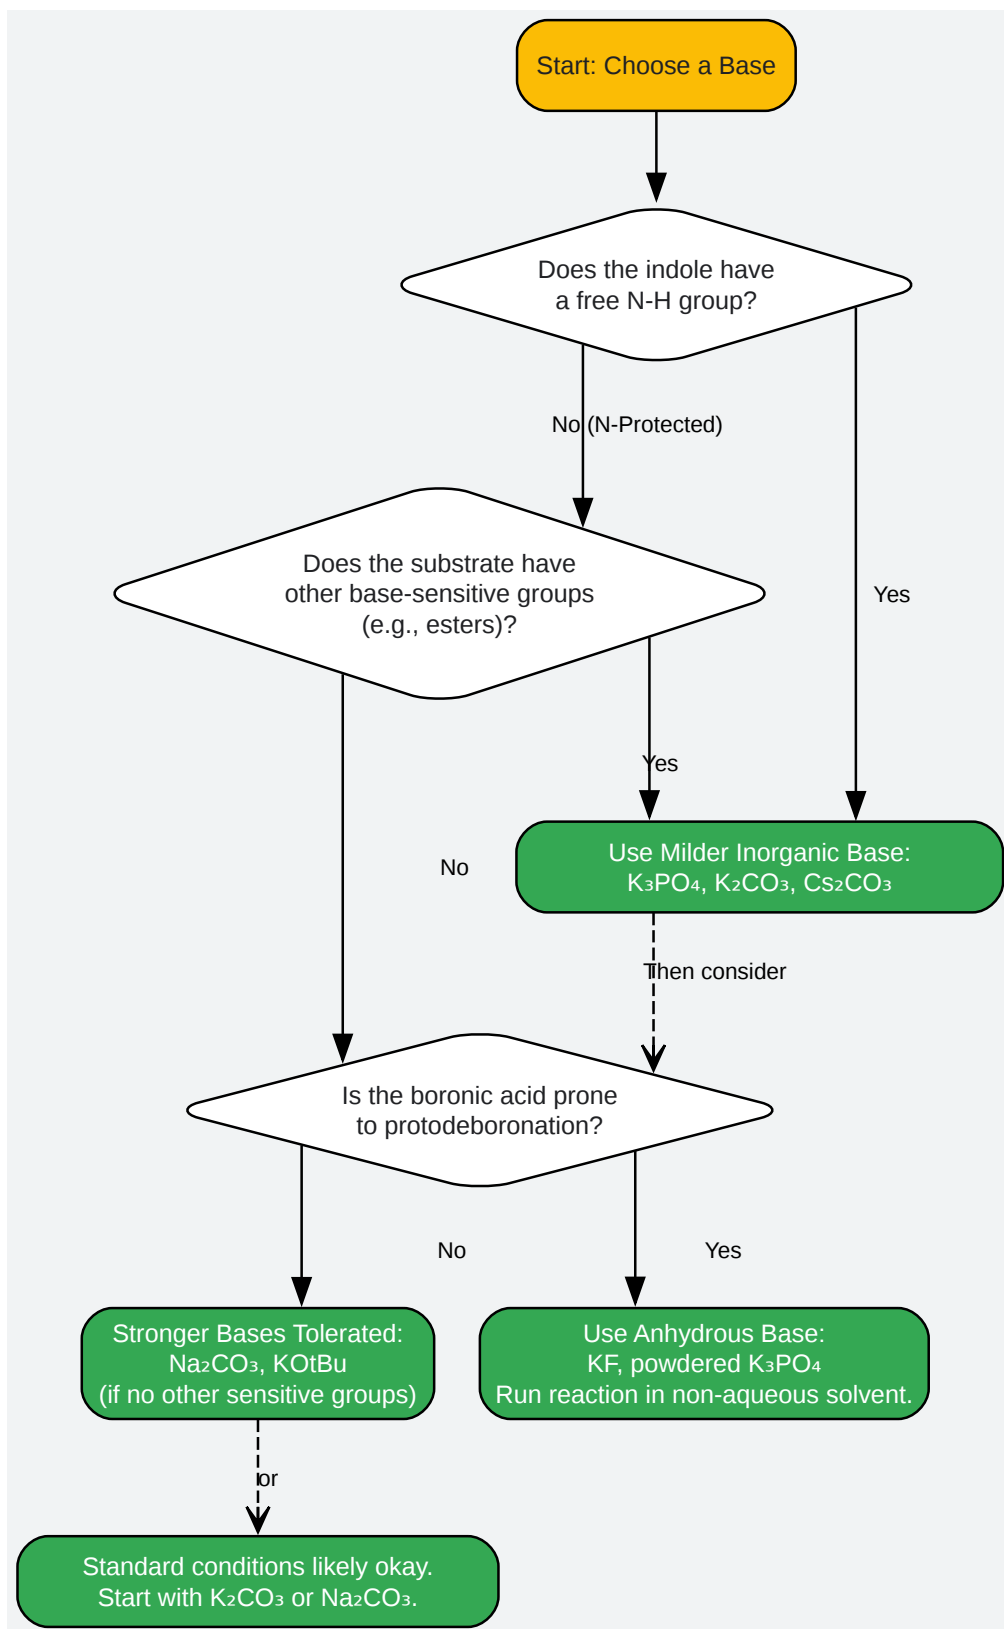 Start: Choose a Base
Does the indole have
a free N-H group?
No (N-Protected)
Does the substrate have
other base-sensitive groups
(e.g., esters)?
Yes
Yes
Use Milder Inorganic Base:
K₃PO₄, K₂CO₃, Cs₂CO₃
No
Then consider
Is the boronic acid prone
to protodeboronation?
No
Yes
Stronger Bases Tolerated:
Na₂CO₃, KOtBu
(if no other sensitive groups)
Use Anhydrous Base:
KF, powdered K₃PO₄
Run reaction in non-aqueous solvent.
or
Standard conditions likely okay.
Start with K₂CO₃ or Na₂CO₃.